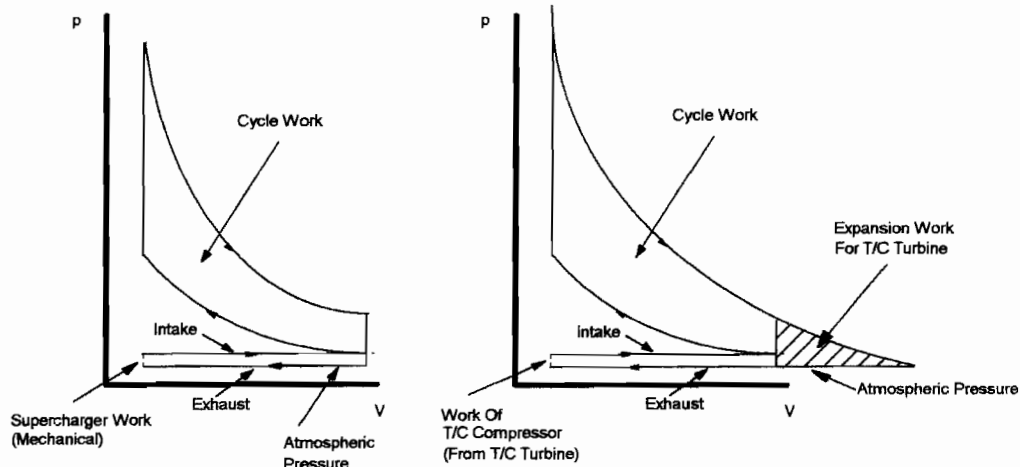 P
Cycle Work
Intake
Exhaust
V
Supercharger Work
(Mechanical)
Atmospheric
Pressure
P
Cycle Work
Expansion Work
For T/C Turbine
intake
Exhaust
V
Atmospheric Pressure
Work Of
T/C Compressor
(From T/C Turbine)